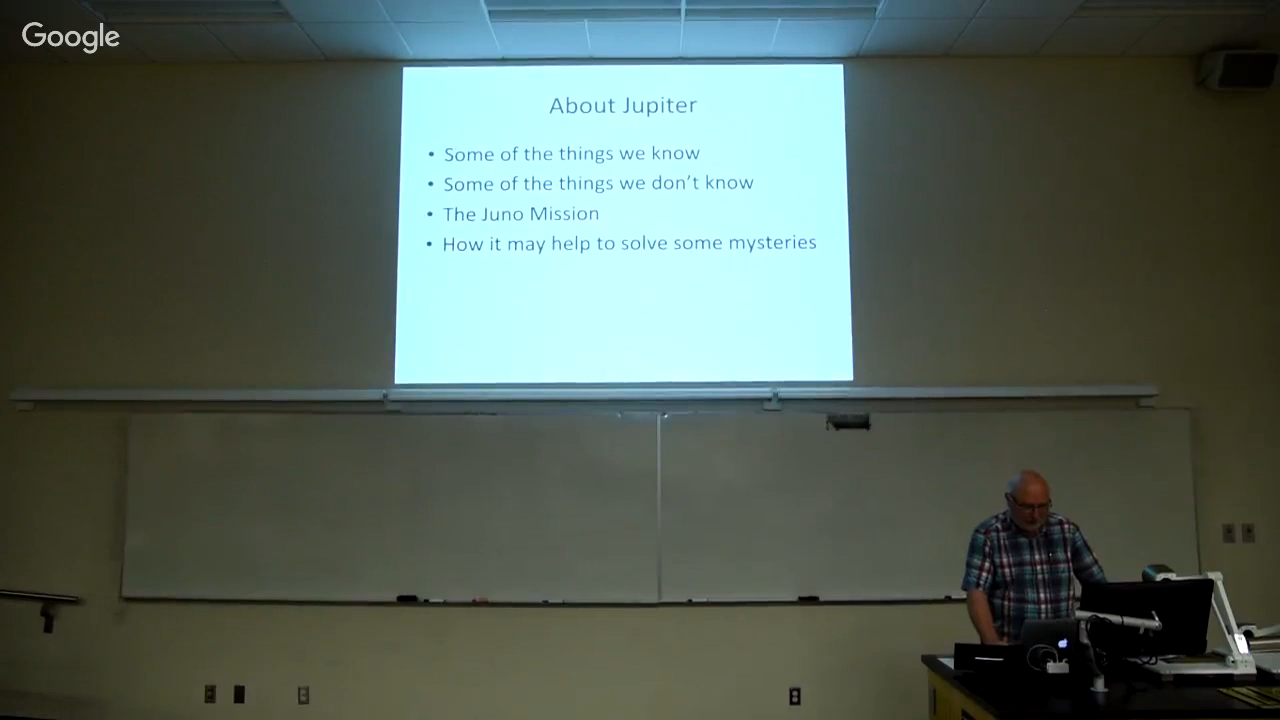 Google
About Jupiter
• Some of the things we know
• Some of the things we don't know
• The Juno Mission
• How it may help to solve some mysteries